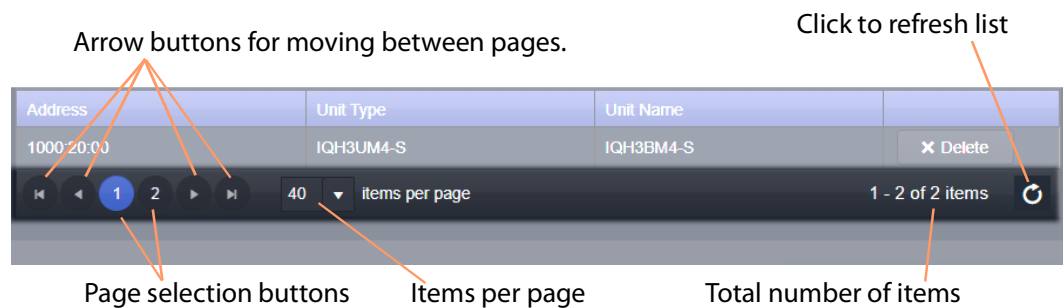 Click to refresh list
Arrow buttons for moving between pages.
Address Unit Type Unit Name
1000:20:00 IQH3UM4-S IQH3BM4-S × Delete
1 2 40 items per page 1 - 2 of 2 items
Page selection buttons Items per page Total number of items